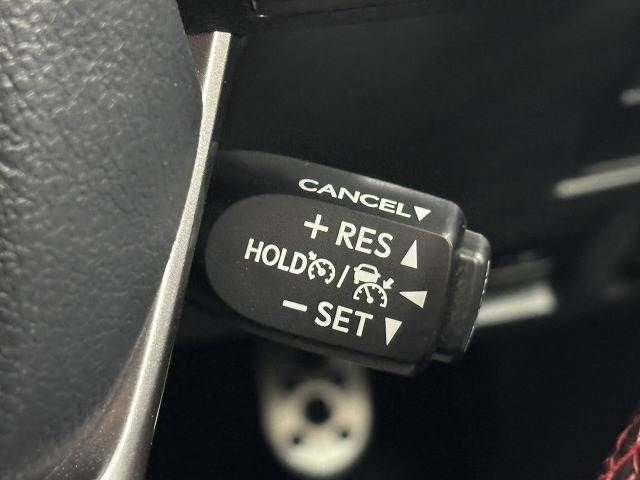 CANCEL▼
+ RES ▲
HOLD / ◀
− SET ▼